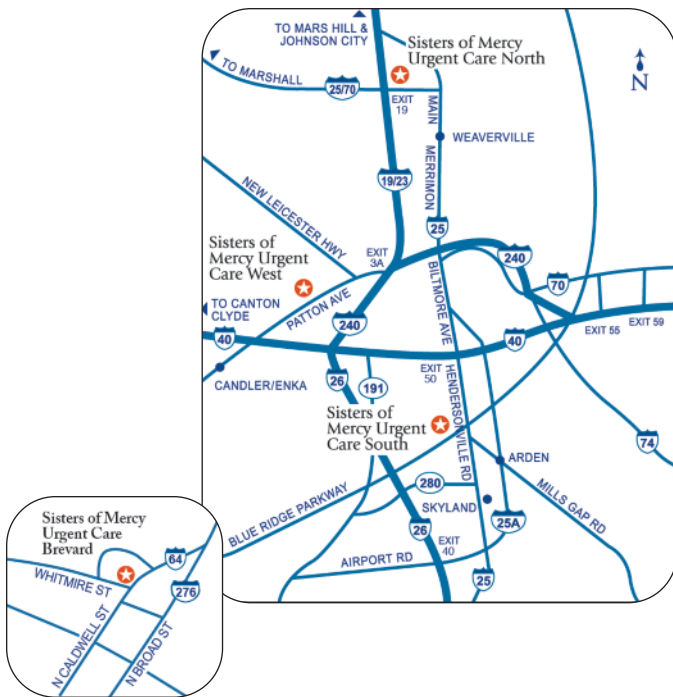 TO MARS HILL &
JOHNSON CITY
Sisters of Mercy
Urgent Care North
N
TO MARSHALL
25/70
EXIT
19
MAIN
WEAVERVILLE
MERRIMON
19/23
NEW LEICESTER HWY
25
Sisters of
Mercy Urgent
Care West
EXIT
3A
240
70
BILTMORE AVE
TO CANTON
CLYDE
PATTON AVE
240
40
40
EXIT 55
EXIT 59
CANDLER/ENKA
26
191
EXIT
50
HENDERSONVILLE RD
Sisters of
Mercy Urgent
Care South
74
ARDEN
280
SKYLAND
MILLS GAP RD
BLUE RIDGE PARKWAY
26
25A
EXIT
40
AIRPORT RD
25
Sisters of Mercy
Urgent Care
Brevard
64
WHITMIRE ST
276
N CALDWELL ST
N BROAD ST